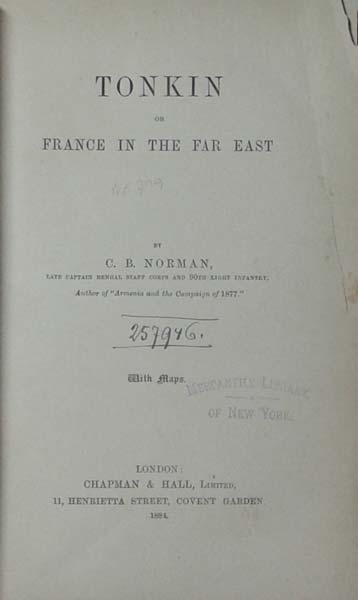 TONKIN
OR
FRANCE IN THE FAR EAST
BY
C. B. NORMAN,
LATE CAPTAIN BENGAL STAFF CORPS AND 90TH LIGHT INFANTRY;
Author of "Armenia and the Campaign of 1877."
257946.
With Maps.
MERCANTILE LIBRARY
OF NEW YORK.
LONDON:
CHAPMAN & HALL, LIMITED,
11, HENRIETTA STREET, COVENT GARDEN
1884.